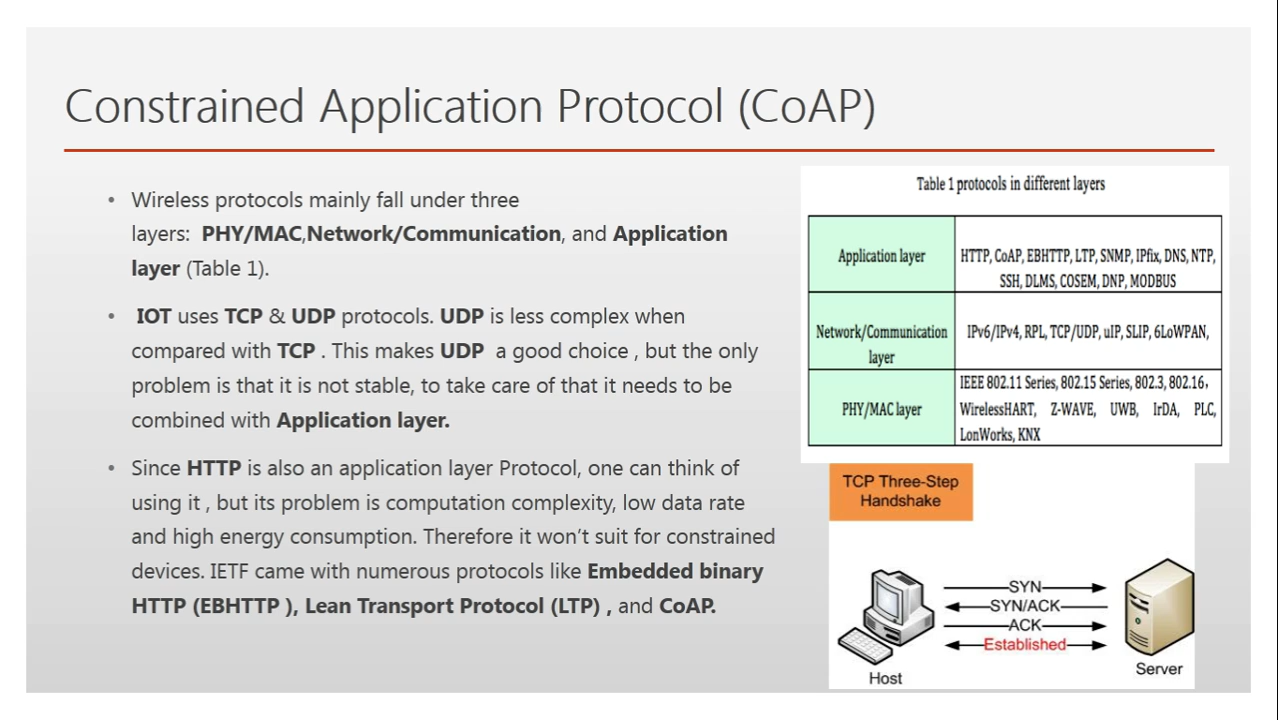 Constrained Application Protocol (CoAP)
• Wireless protocols mainly fall under three
layers:  PHY/MAC,Network/Communication, and Application
layer (Table 1).
• IOT uses TCP & UDP protocols. UDP is less complex when
compared with TCP . This makes UDP  a good choice , but the only
problem is that it is not stable, to take care of that it needs to be
combined with Application layer.
• Since HTTP is also an application layer Protocol, one can think of
using it , but its problem is computation complexity, low data rate
and high energy consumption. Therefore it won't suit for constrained
devices. IETF came with numerous protocols like Embedded binary
HTTP (EBHTTP ), Lean Transport Protocol (LTP) , and CoAP.
Table 1 protocols in different layers
Application layer
HTTP, CoAP, EBHTTP, LTP, SNMP, IPfix, DNS, NTP,
SSH, DLMS, COSEM, DNP, MODBUS
Network/Communication
layer
IPv6/IPv4, RPL, TCP/UDP, uIP, SLIP, 6LoWPAN,
PHY/MAC layer
IEEE 802.11 Series, 802.15 Series, 802.3, 802.16,
WirelessHART, Z-WAVE, UWB, IrDA, PLC,
LonWorks, KNX
TCP Three-Step
Handshake
SYN
SYN/ACK
ACK
Established
Host
Server